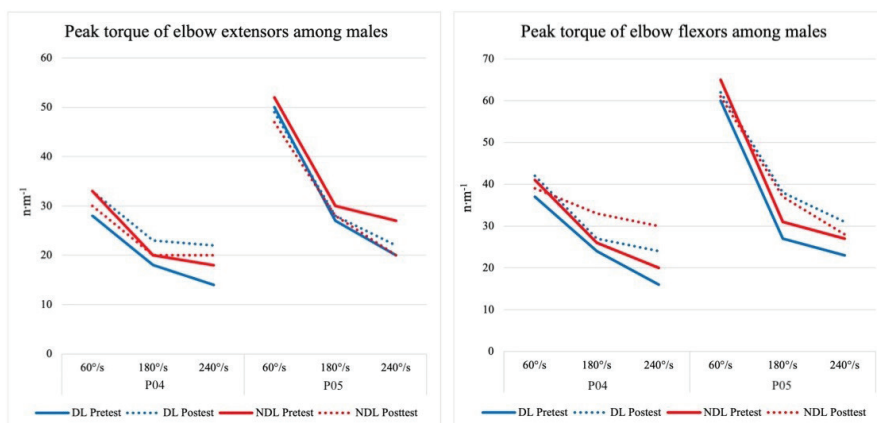 Peak torque of elbow extensors among males
60
50
40
30
20
10
0
n·m⁻¹
60°/s 180°/s 240°/s 60°/s 180°/s 240°/s
P04 P05
DL Pretest DL Postest NDL Pretest NDL Posttest
Peak torque of elbow flexors among males
70
60
50
40
30
20
10
0
n·m⁻¹
60°/s 180°/s 240°/s 60°/s 180°/s 240°/s
P04 P05
DL Pretest DL Postest NDL Pretest NDL Posttest